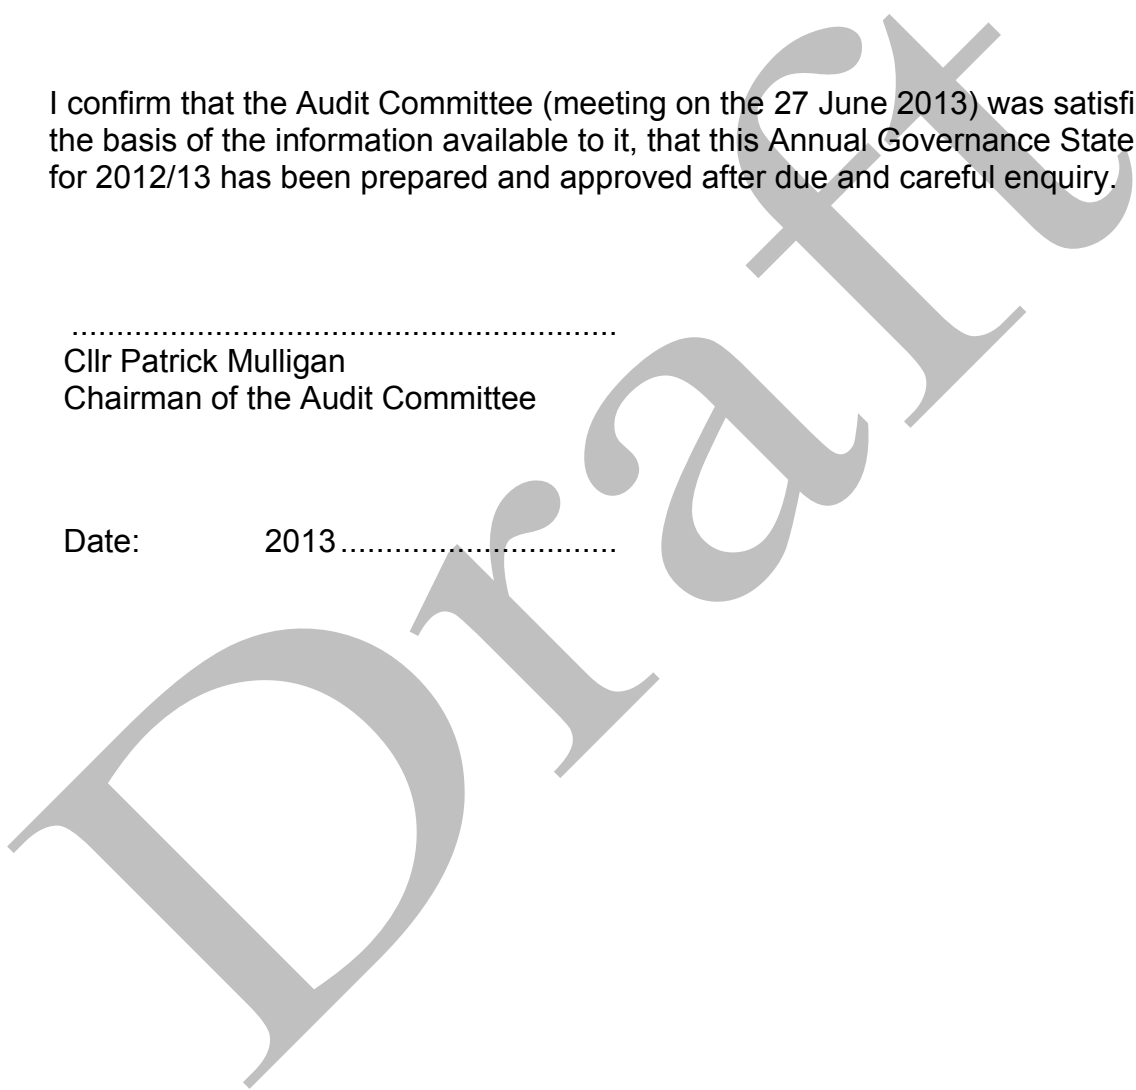 I confirm that the Audit Committee (meeting on the 27 June 2013) was satisfi
the basis of the information available to it, that this Annual Governance State
for 2012/13 has been prepared and approved after due and careful enquiry.
.............................................................
Cllr Patrick Mulligan
Chairman of the Audit Committee
Date: 2013...............................
Draft